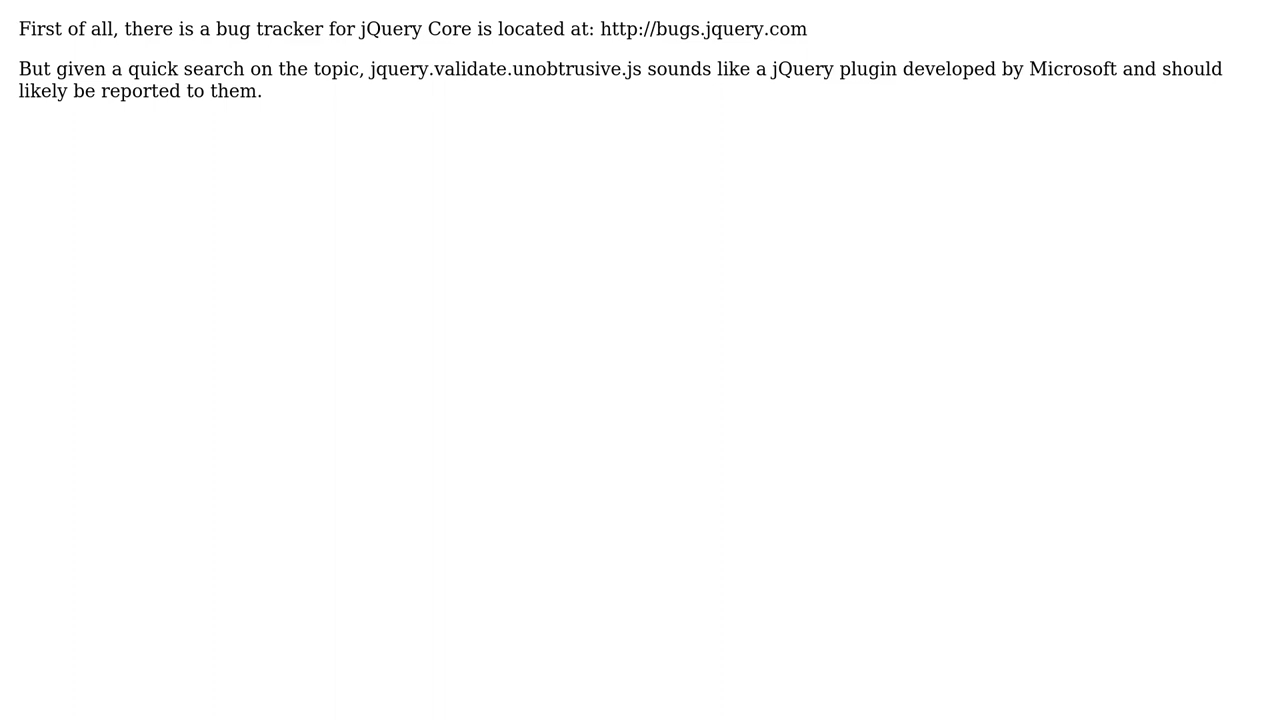 First of all, there is a bug tracker for jQuery Core is located at: http://bugs.jquery.com
But given a quick search on the topic, jquery.validate.unobtrusive.js sounds like a jQuery plugin developed by Microsoft and should
likely be reported to them.